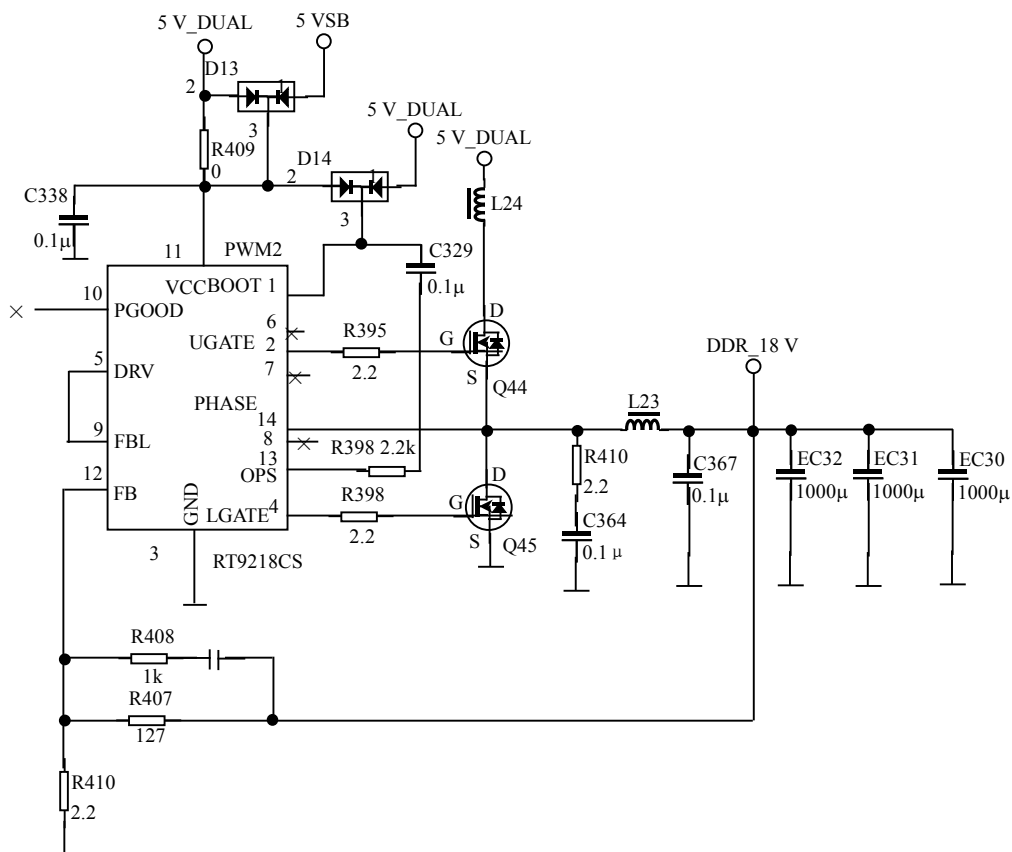 5 V_DUAL
5 VSB
D13
2
1
3
5 V_DUAL
R409
0
D14
2
1
3
5 V_DUAL
L24
C338
0.1μ
11
PWM2
C329
0.1μ
VCC
BOOT 1
10
PGOOD
6
UGATE
2
7
R395
2.2
D
G
S
Q44
5
DRV
PHASE
14
8
13
OPS
9
FBL
12
FB
GND
LGATE
4
3
RT9218CS
R398 2.2k
R398
2.2
D
G
S
Q45
L23
DDR_18 V
R410
2.2
C364
0.1 μ
C367
0.1μ
EC32
1000μ
EC31
1000μ
EC30
1000μ
R408
1k
R407
127
R410
2.2